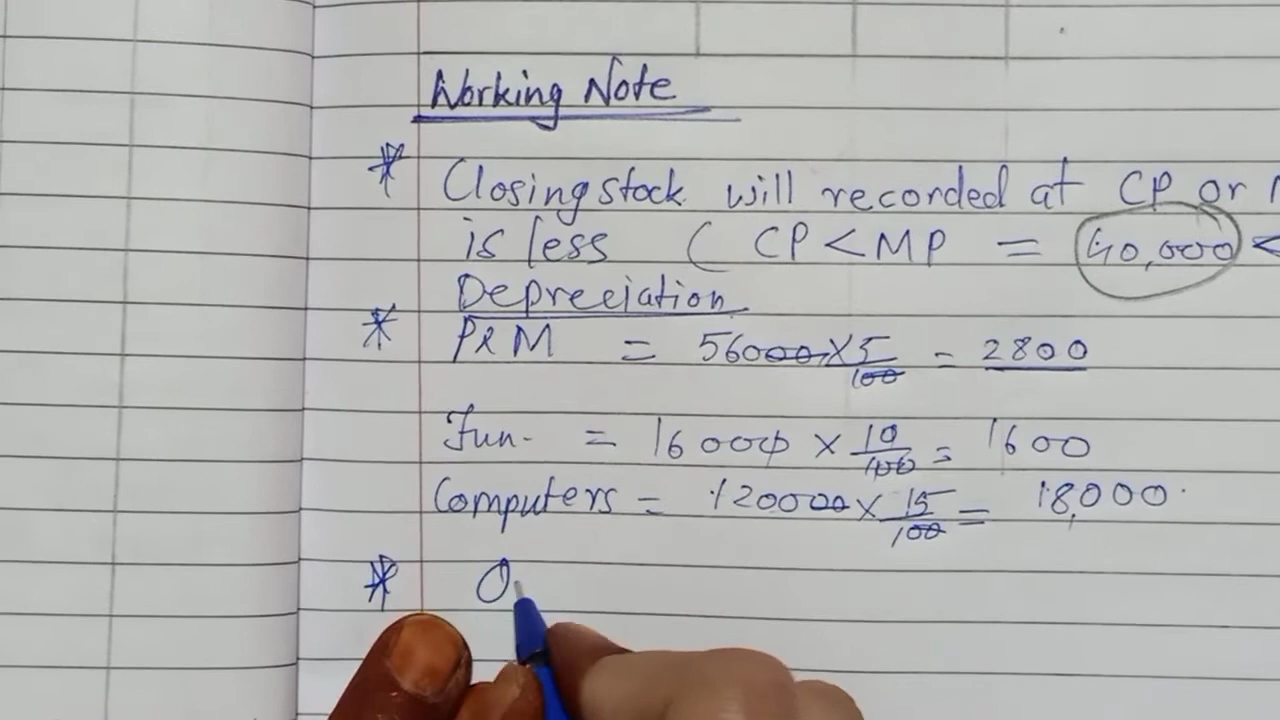 Working Note
* Closing stock will recorded at CP or
is less ( CP < MP = 40,000 <
Depreciation
* P&M = 56000 X 5/100 = 2800
Fun. = 16000 X 10/100 = 1600
Computers = 120000 X 15/100 = 18,000
* O